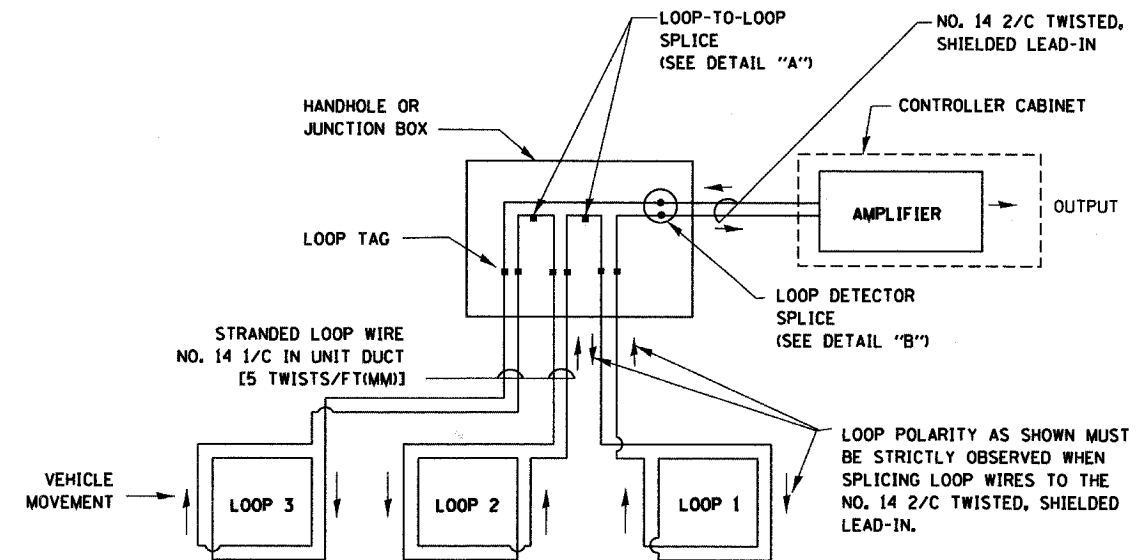 LOOP-TO-LOOP
SPLICE
(SEE DETAIL "A")
NO. 14 2/C TWISTED,
SHIELDED LEAD-IN
HANDHOLE OR
JUNCTION BOX
CONTROLLER CABINET
AMPLIFIER
OUTPUT
LOOP TAG
LOOP DETECTOR
SPLICE
(SEE DETAIL "B")
STRANDED LOOP WIRE
NO. 14 1/C IN UNIT DUCT
[5 TWISTS/FT(MM)]
LOOP POLARITY AS SHOWN MUST
BE STRICTLY OBSERVED WHEN
SPLICING LOOP WIRES TO THE
NO. 14 2/C TWISTED, SHIELDED
LEAD-IN.
VEHICLE
MOVEMENT
LOOP 3
LOOP 2
LOOP 1